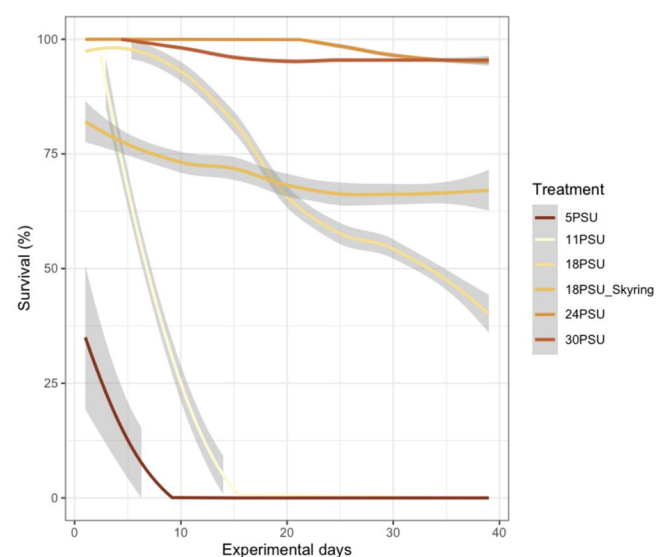 100
75
50
25
0
Survival (%)
0 10 20 30 40
Experimental days
Treatment
5PSU
11PSU
18PSU
18PSU_Skyring
24PSU
30PSU